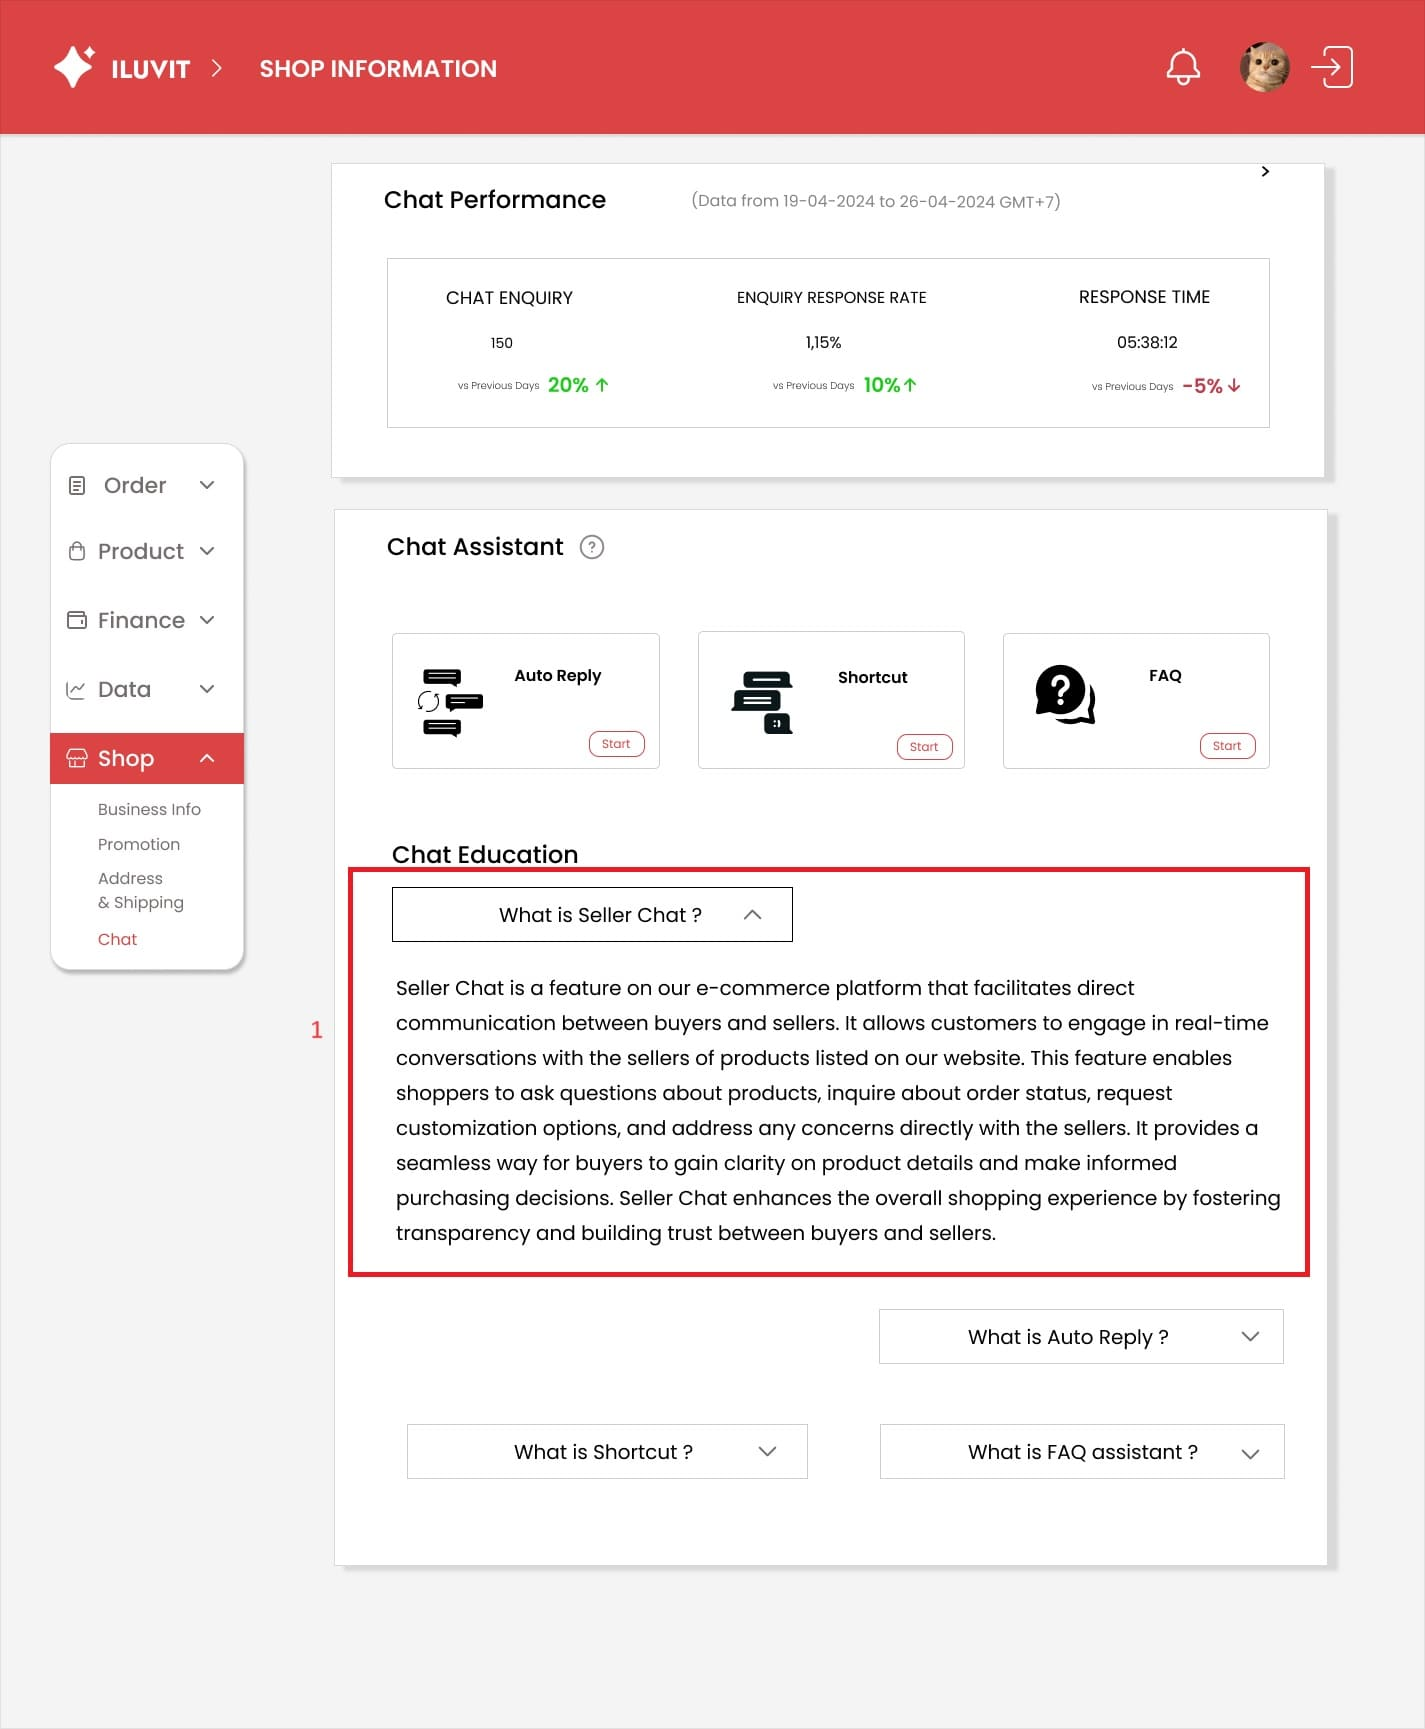 ILUVIT
SHOP INFORMATION
Chat Performance
(Data from 19-04-2024 to 26-04-2024 GMT+7)
CHAT ENQUIRY
ENQUIRY RESPONSE RATE
RESPONSE TIME
150
1,15%
05:38:12
vs Previous Days 20%
vs Previous Days 10%
vs Previous Days -5%
Order
Product
Finance
Data
Shop
Business Info
Promotion
Address
& Shipping
Chat
Chat Assistant ?
Auto Reply
Start
Shortcut
Start
FAQ
Start
Chat Education
1
What is Seller Chat ?
Seller Chat is a feature on our e-commerce platform that facilitates direct
communication between buyers and sellers. It allows customers to engage in real-time
conversations with the sellers of products listed on our website. This feature enables
shoppers to ask questions about products, inquire about order status, request
customization options, and address any concerns directly with the sellers. It provides a
seamless way for buyers to gain clarity on product details and make informed
purchasing decisions. Seller Chat enhances the overall shopping experience by fostering
transparency and building trust between buyers and sellers.
What is Auto Reply ?
What is Shortcut ?
What is FAQ assistant ?